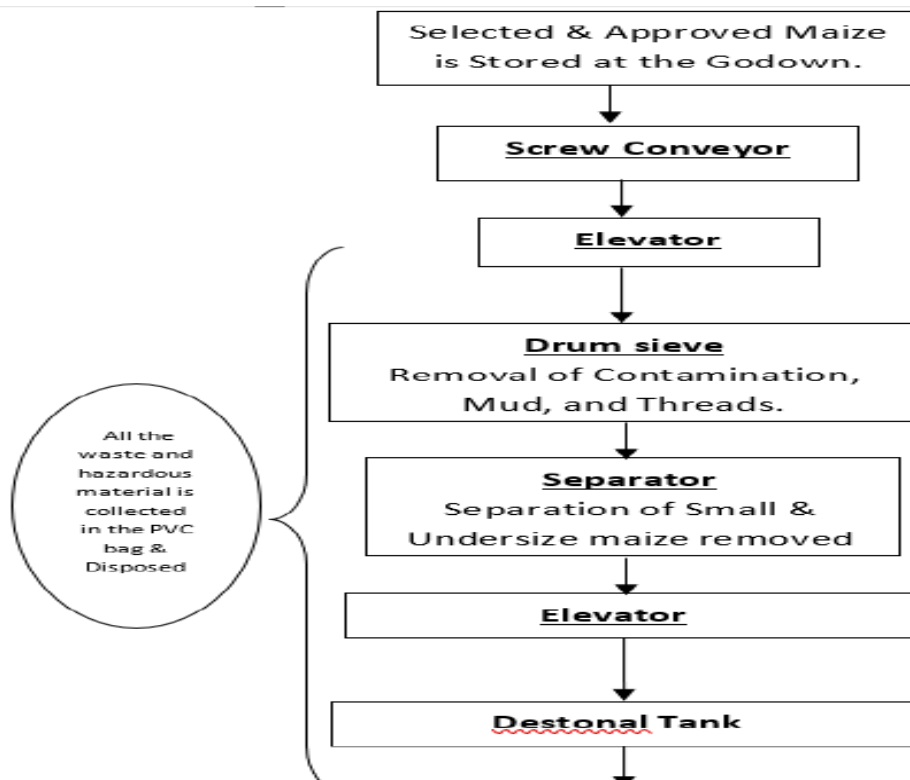 Selected & Approved Maize
is Stored at the Godown.
Screw Conveyor
Elevator
Drum sieve
Removal of Contamination,
Mud, and Threads.
All the
waste and
hazardous
material is
collected
in the PVC
bag &
Disposed
Separator
Separation of Small &
Undersize maize removed
Elevator
Destonal Tank